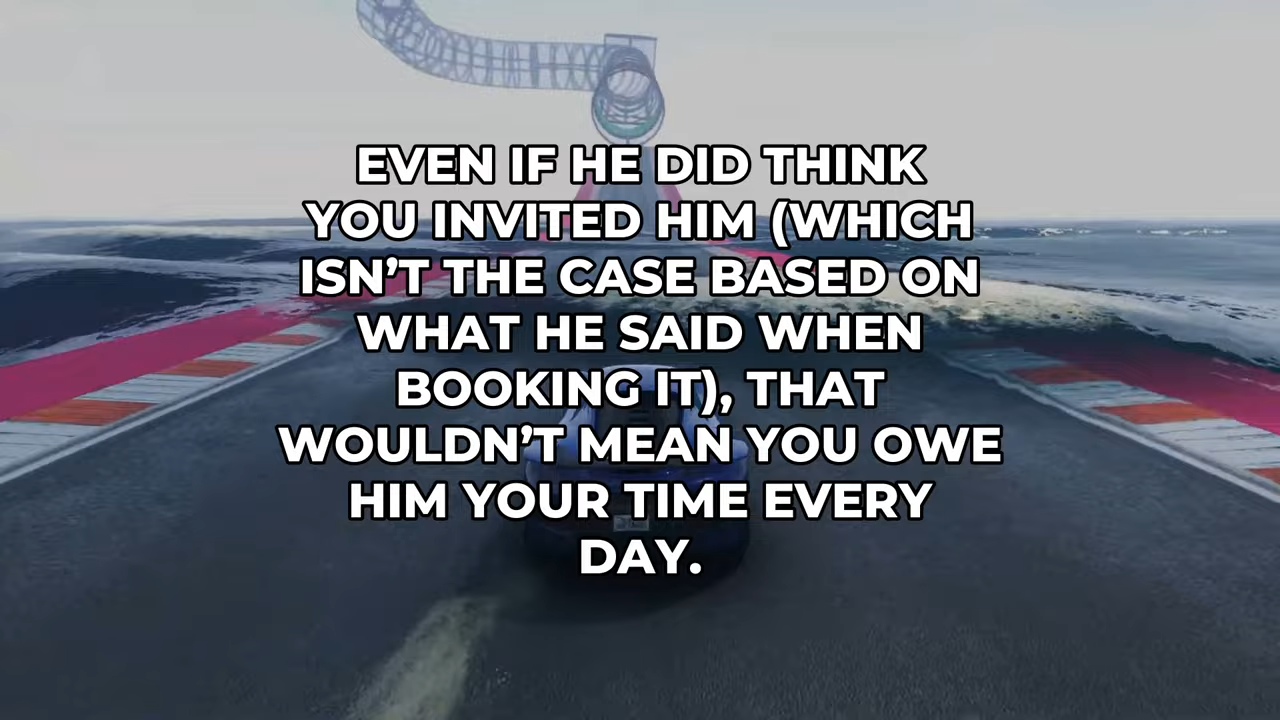 EVEN IF HE DID THINK
YOU INVITED HIM (WHICH
ISN’T THE CASE BASED ON
WHAT HE SAID WHEN
BOOKING IT), THAT
WOULDN’T MEAN YOU OWE
HIM YOUR TIME EVERY
DAY.